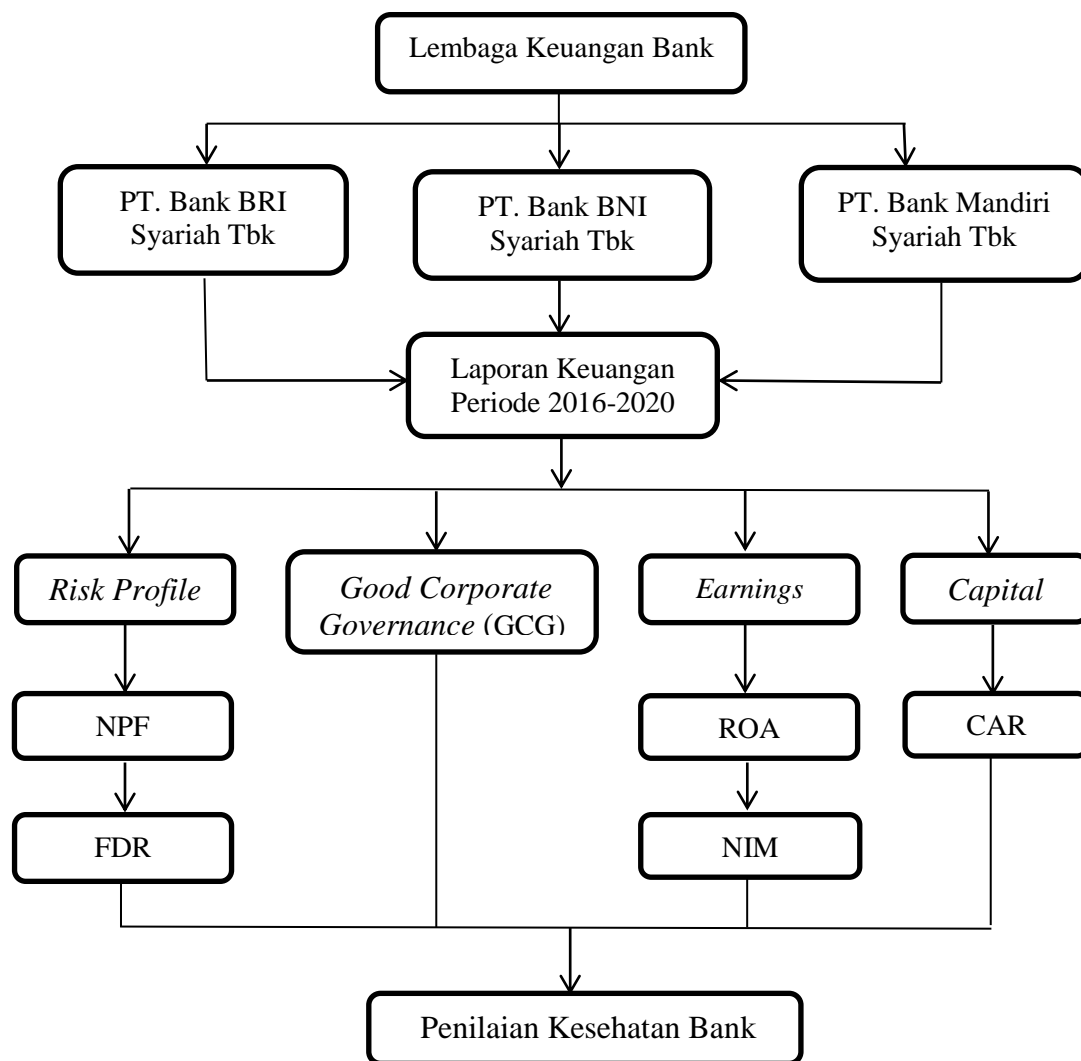 Lembaga Keuangan Bank
PT. Bank BRI
Syariah Tbk
PT. Bank BNI
Syariah Tbk
PT. Bank Mandiri
Syariah Tbk
Laporan Keuangan
Periode 2016-2020
Risk Profile
Good Corporate
Governance (GCG)
Earnings
Capital
NPF
ROA
CAR
FDR
NIM
Penilaian Kesehatan Bank